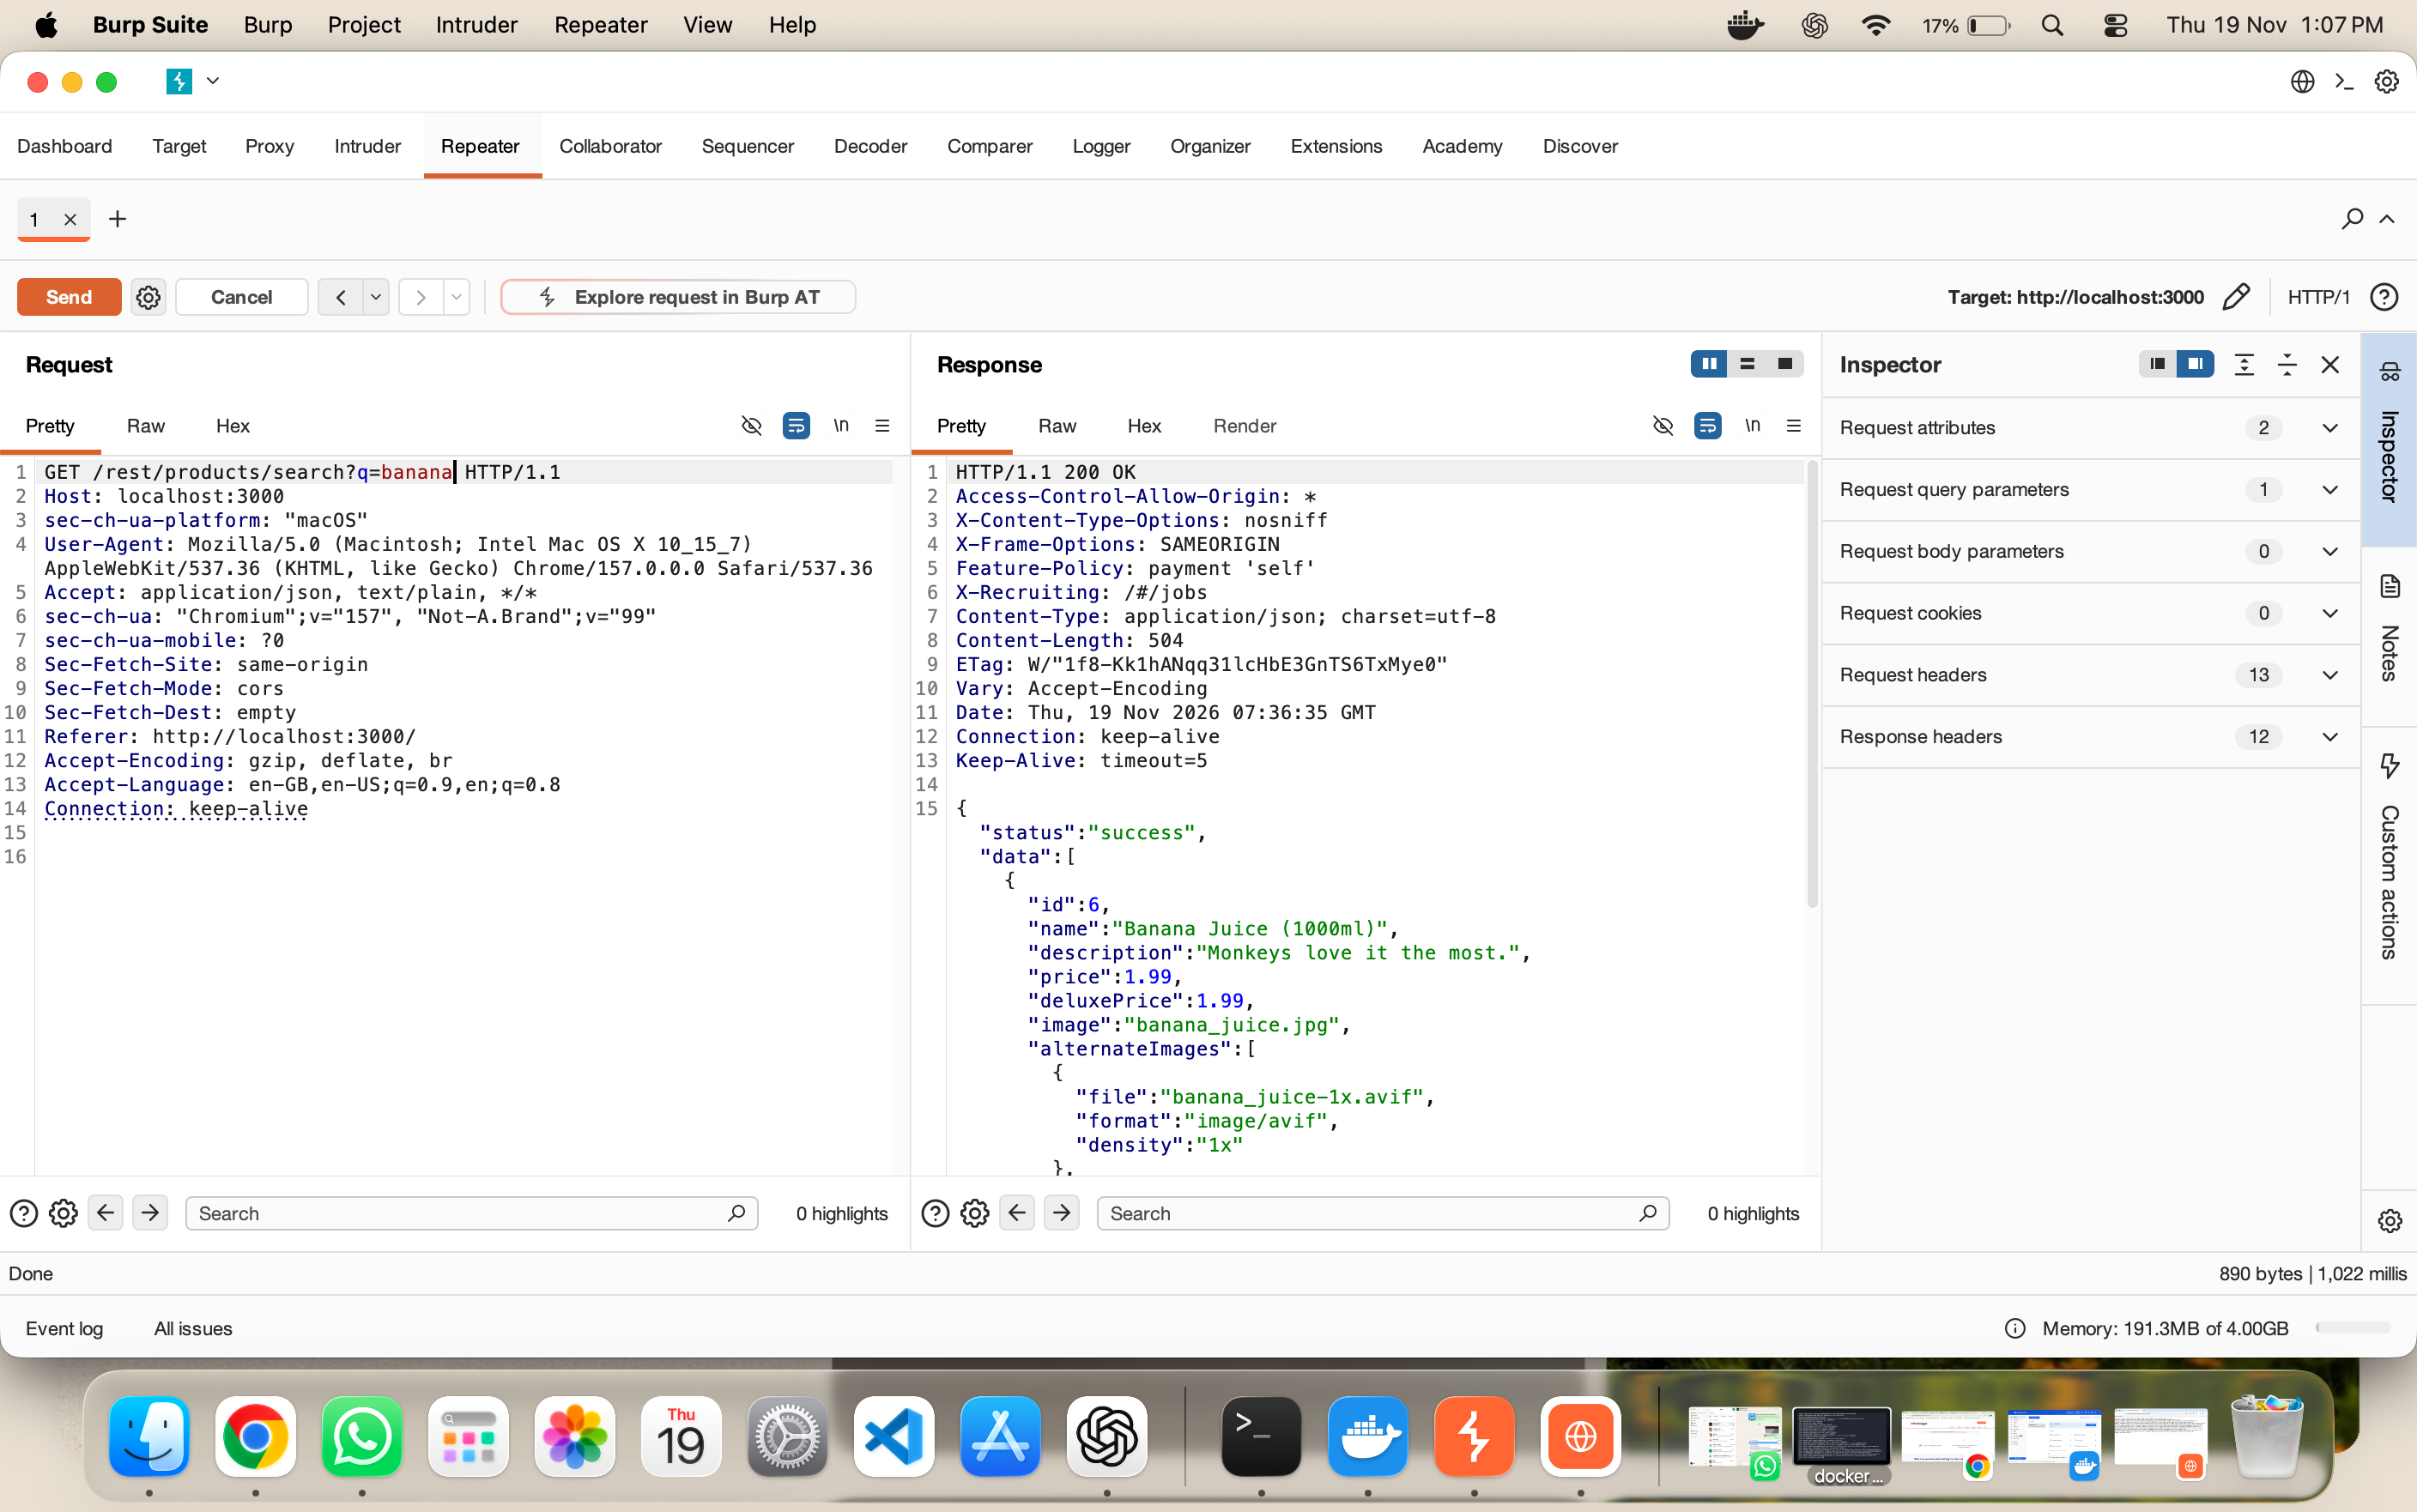 Burp Suite Burp Project Intruder Repeater View Help 17% Thu 19 Nov 1:07 PM
Dashboard Target Proxy Intruder Repeater Collaborator Sequencer Decoder Comparer Logger Organizer Extensions Academy Discover
1
Send Cancel Explore request in Burp AT Target: http://localhost:3000 HTTP/1
Request
Pretty Raw Hex \n
1 GET /rest/products/search?q=banana HTTP/1.1
2 Host: localhost:3000
3 sec-ch-ua-platform: "macOS"
4 User-Agent: Mozilla/5.0 (Macintosh; Intel Mac OS X 10_15_7)
AppleWebKit/537.36 (KHTML, like Gecko) Chrome/157.0.0.0 Safari/537.36
5 Accept: application/json, text/plain, */*
6 sec-ch-ua: "Chromium";v="157", "Not-A.Brand";v="99"
7 sec-ch-ua-mobile: ?0
8 Sec-Fetch-Site: same-origin
9 Sec-Fetch-Mode: cors
10 Sec-Fetch-Dest: empty
11 Referer: http://localhost:3000/
12 Accept-Encoding: gzip, deflate, br
13 Accept-Language: en-GB,en-US;q=0.9,en;q=0.8
14 Connection: keep-alive
15
16
Search 0 highlights
Response
Pretty Raw Hex Render \n
1 HTTP/1.1 200 OK
2 Access-Control-Allow-Origin: *
3 X-Content-Type-Options: nosniff
4 X-Frame-Options: SAMEORIGIN
5 Feature-Policy: payment 'self'
6 X-Recruiting: /#/jobs
7 Content-Type: application/json; charset=utf-8
8 Content-Length: 504
9 ETag: W/"1f8-Kk1hANqq31lcHbE3GnTS6TxMye0"
10 Vary: Accept-Encoding
11 Date: Thu, 19 Nov 2026 07:36:35 GMT
12 Connection: keep-alive
13 Keep-Alive: timeout=5
14
15 {
"status":"success",
"data":[
{
"id":6,
"name":"Banana Juice (1000ml)",
"description":"Monkeys love it the most.",
"price":1.99,
"deluxePrice":1.99,
"image":"banana_juice.jpg",
"alternateImages":[
{
"file":"banana_juice-1x.avif",
"format":"image/avif",
"density":"1x"
},
Search 0 highlights
Inspector
Request attributes 2
Request query parameters 1
Request body parameters 0
Request cookies 0
Request headers 13
Response headers 12
Inspector
Notes
Custom actions
Done 890 bytes | 1,022 millis
Event log All issues Memory: 191.3MB of 4.00GB
Thu
19
docker ...